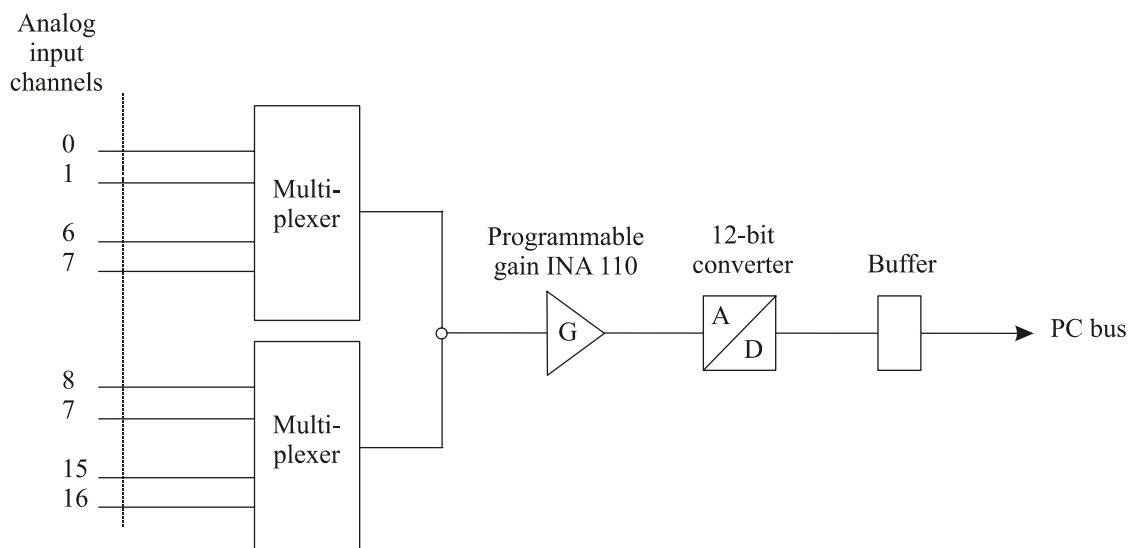 Analog
input
channels
0
1
6
7
Multi-
plexer
8
7
15
16
Multi-
plexer
Programmable
gain INA 110
G
12-bit
converter
A
D
Buffer
PC bus